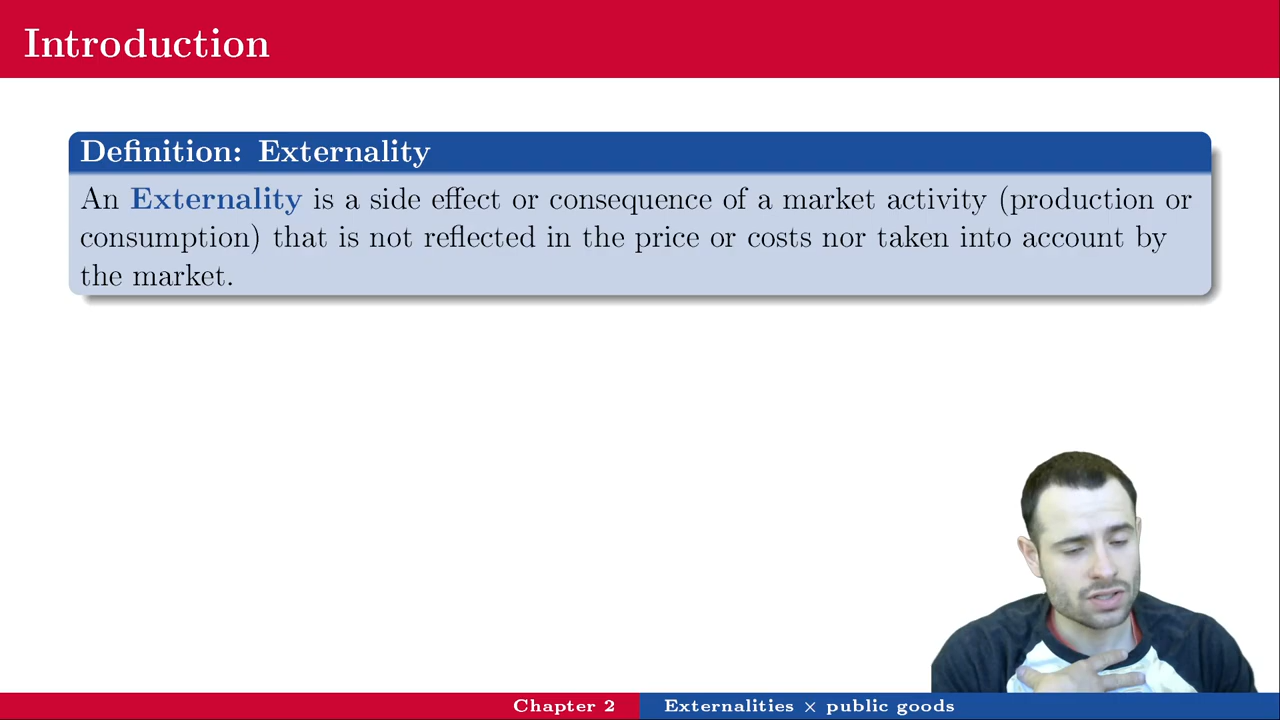 Introduction
Definition: Externality
An Externality is a side effect or consequence of a market activity (production or
consumption) that is not reflected in the price or costs nor taken into account by
the market.
Chapter 2
Externalities × public goods